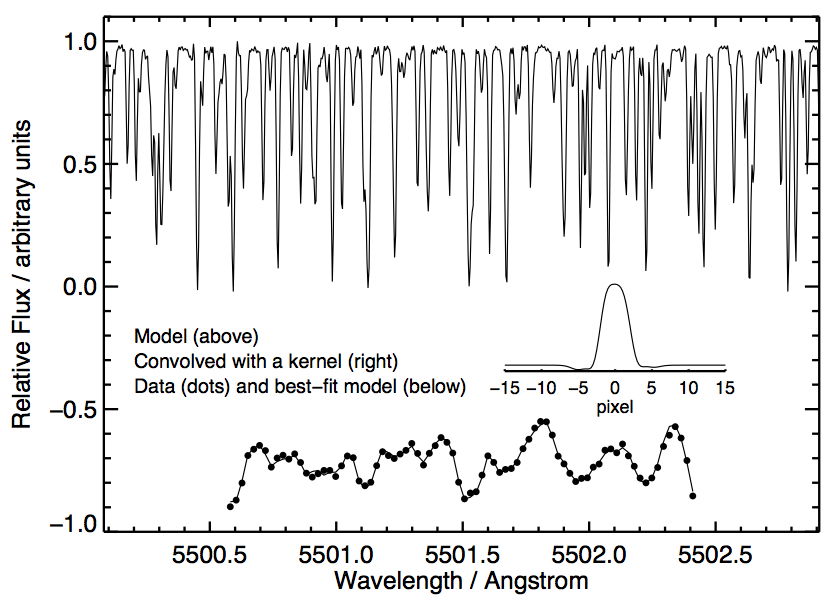 1.0
0.5
0.0
−0.5
−1.0
Relative Flux / arbitrary units
Model (above)
Convolved with a kernel (right)
Data (dots) and best−fit model (below)
−15 −10 −5 0 5 10 15
pixel
5500.5 5501.0 5501.5 5502.0 5502.5
Wavelength / Angstrom